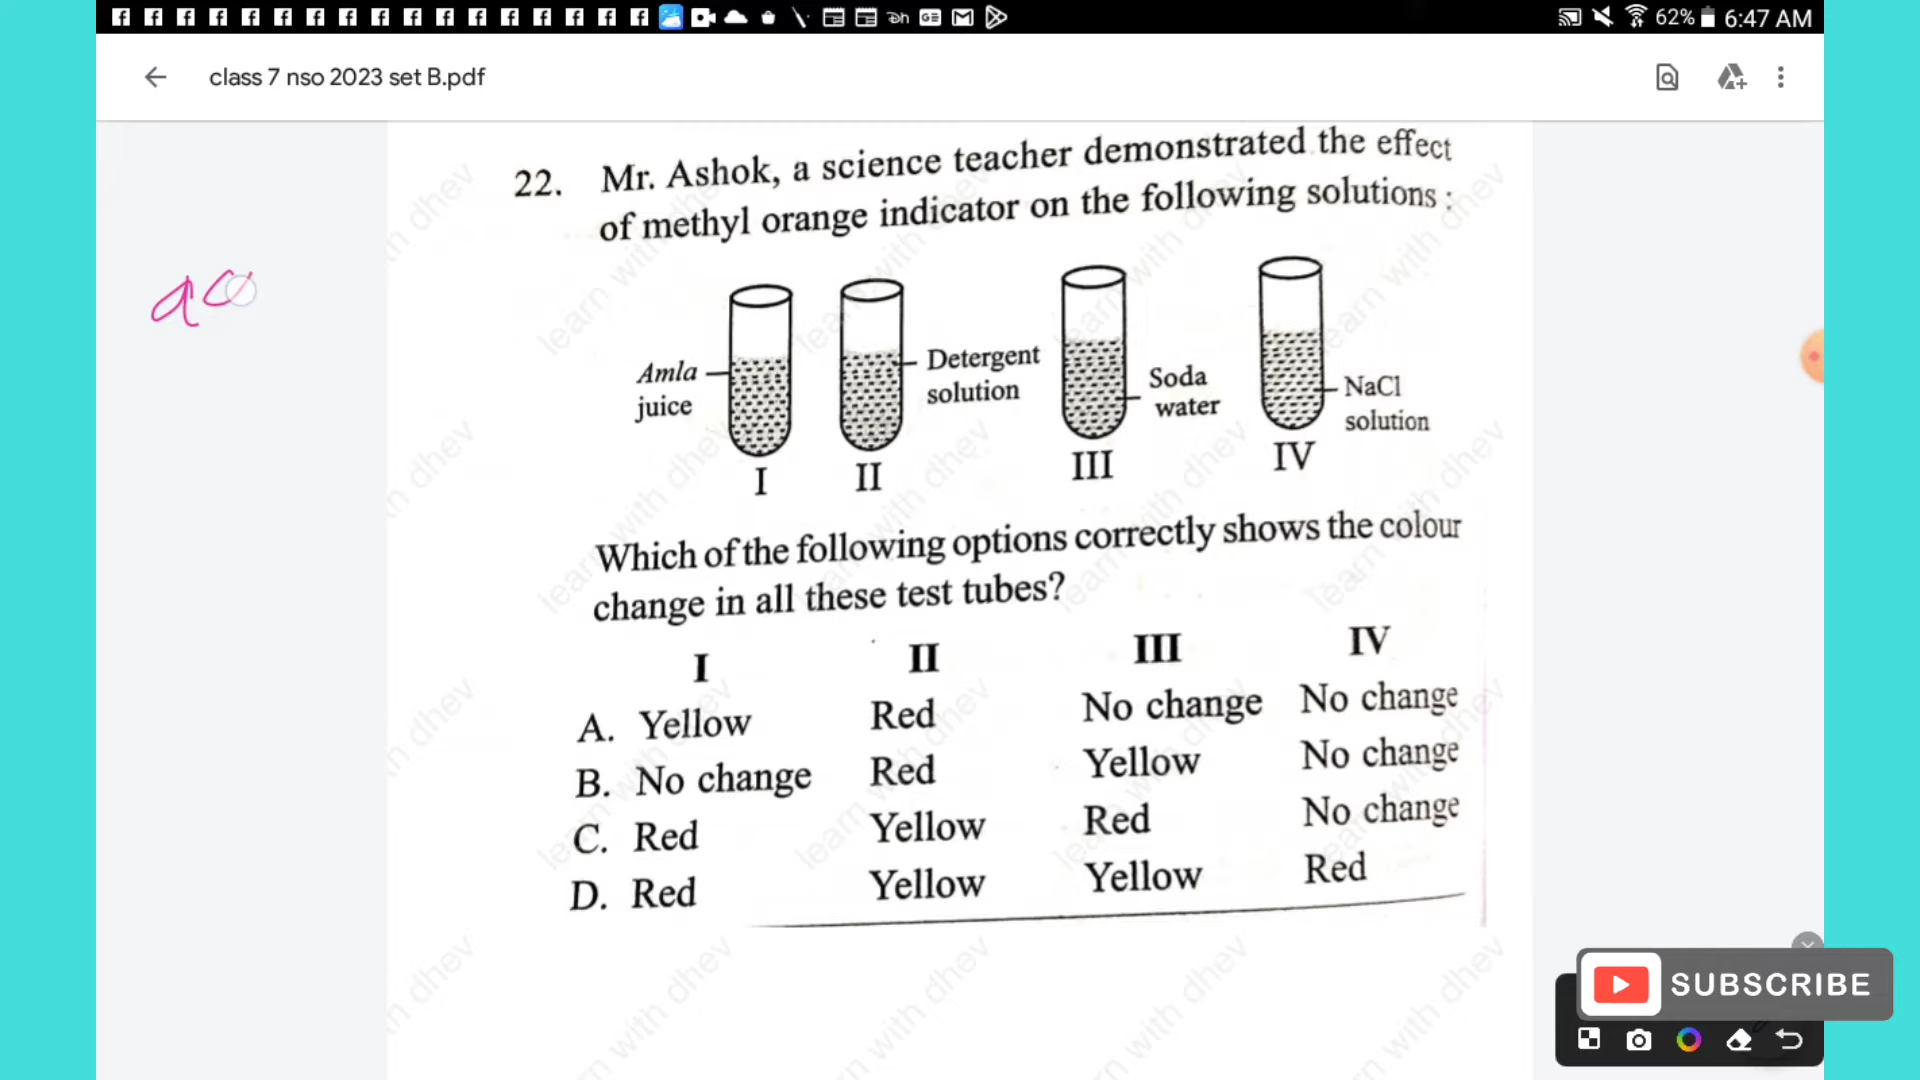 62% 6:47 AM
class 7 nso 2023 set B.pdf
22. Mr. Ashok, a science teacher demonstrated the effect
of methyl orange indicator on the following solutions :
Amla
juice
Detergent
solution
Soda
water
NaCl
solution
I II III IV
Which of the following options correctly shows the colour
change in all these test tubes?
I II III IV
A. Yellow Red No change No change
B. No change Red Yellow No change
C. Red Yellow Red No change
D. Red Yellow Yellow Red
learn with dhev
SUBSCRIBE